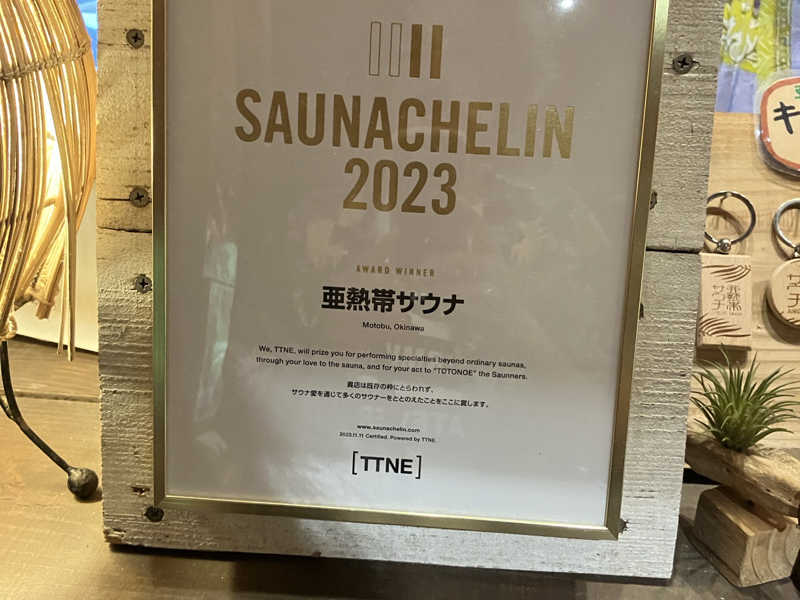 SAUNACHELIN
2023
AWARD WINNER
亜熱帯サウナ
Motobu, Okinawa
We, TTNE, will prize you for performing specialties beyond ordinary saunas,
through your love to the sauna, and for your act to "TOTONOE" the Saunners.
貴店は既存の枠にとらわれず、
サウナ愛を通じて多くのサウナーをととのえたことをここに賞します。
www.saunachelin.com
2023.11.11 Certified. Powered by TTNE.
[TTNE]
キ